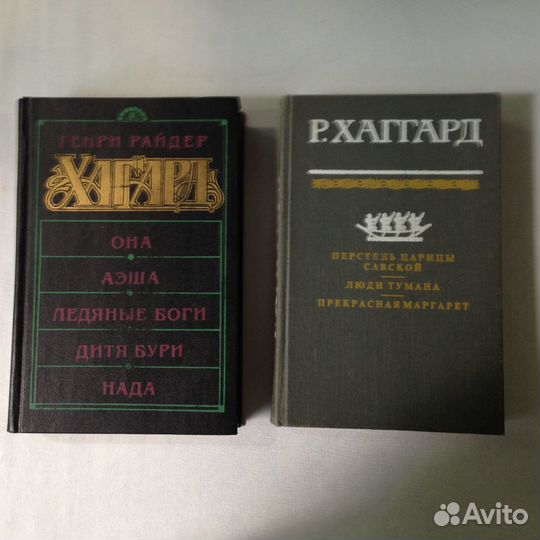 ГЕНРИ РАЙДЕР
ХАГГАРД
ОНА
АЭША
ЛЕДЯНЫЕ БОГИ
ДИТЯ БУРИ
НАДА
Р. ХАГГАРД
ПЕРСТЕНЬ ЦАРИЦЫ
САВСКОЙ
ЛЮДИ ТУМАНА
ПРЕКРАСНАЯ МАРГАРЕТ
Avito